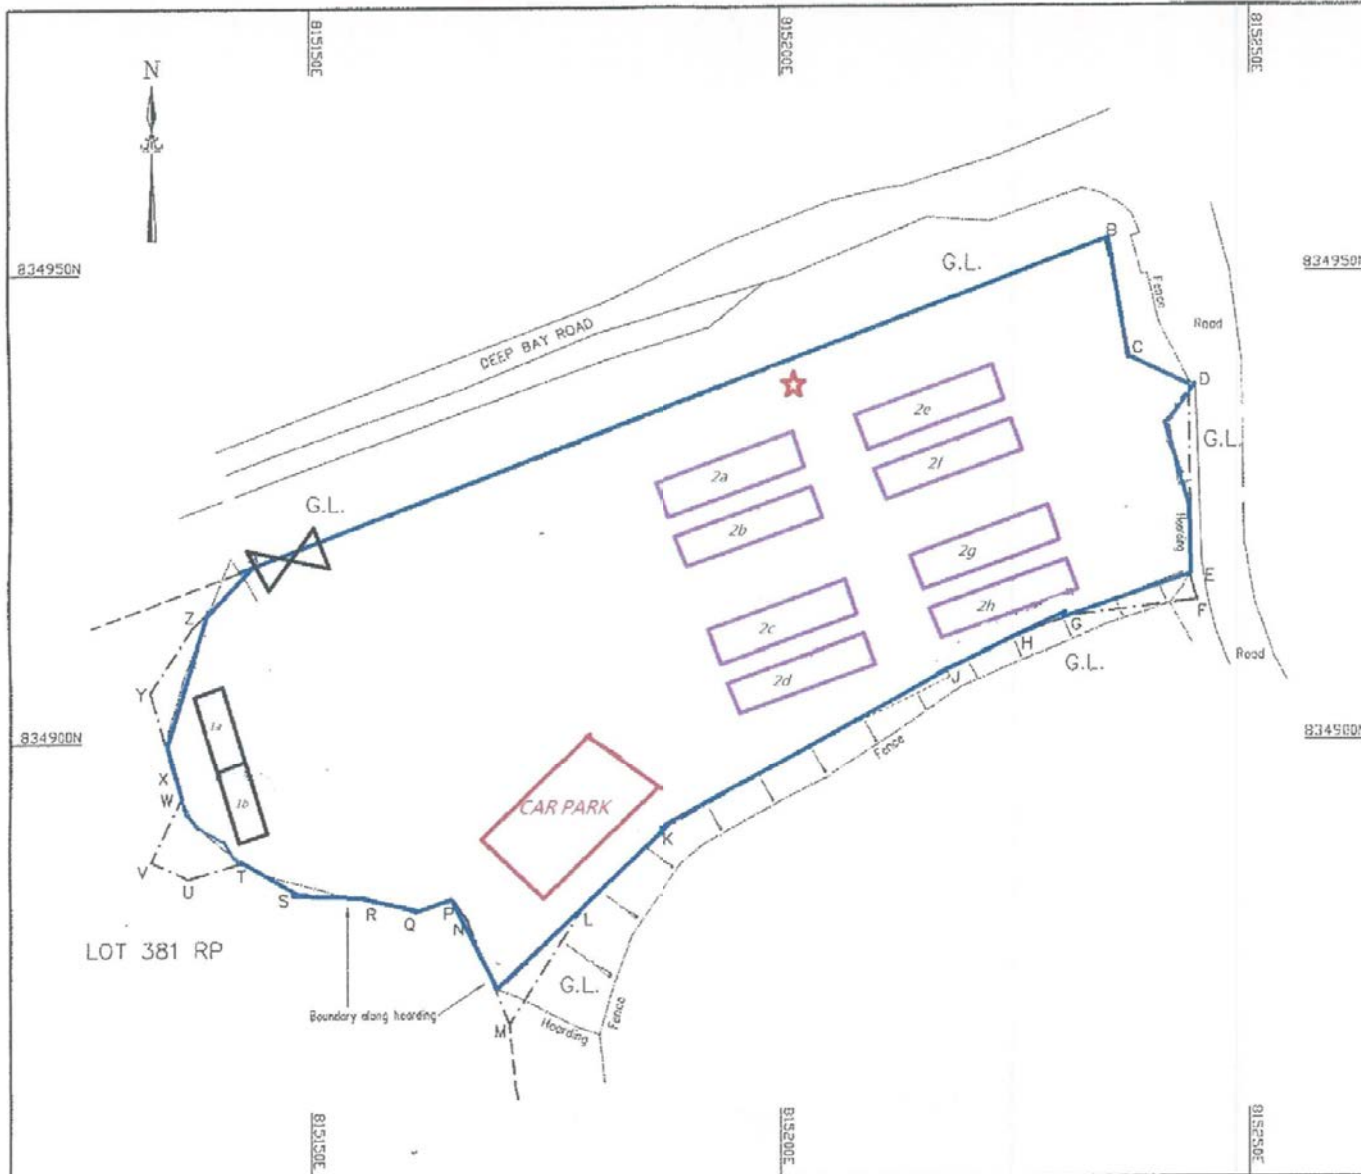 815150E
815200E
815250E
N
B
G.L.
834950N
834950N
Fence
Road
DEEP BAY ROAD
C
D
2e
G.L.
2f
2a
G.L.
2b
Hoarding
2g
E
F
2h
Z
G
2c
H
G.L.
Road
J
2d
Y
1a
834900N
834900N
Fence
X
W
1b
CAR PARK
K
V
U
T
S
R
Q
P
L
N
LOT 381 RP
G.L.
Boundary along hoarding
Fence
M
Hoarding
815150E
815200E
815250E